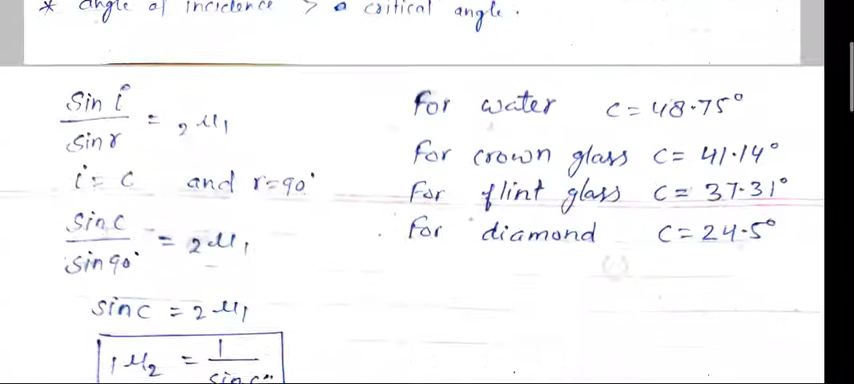 * angle of incidence > a critical angle.
Sin i / Sin r = ₂μ₁
i = c and r=90°
Sin c / Sin 90° = ₂μ₁
Sin c = ₂μ₁
₁μ₂ = 1 / Sin c
For water c = 48.75°
For crown glass c = 41.14°
For flint glass c = 37.31°
For diamond c = 24.5°